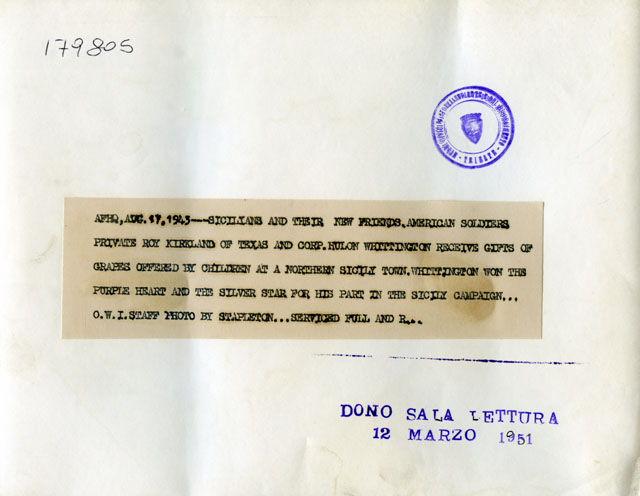 179805
TRIESTE
AFHQ,AUG.17,1943---SICILIANS AND THEIR NEW FRIENDS.AMERICAN SOLDIERS
PRIVATE ROY KIRKLAND OF TEXAS AND CORP.HULON WHITTINGTON RECEIVE GIFTS OF
GRAPES OFFERED BY CHILDREN AT A NORTHERN SICILY TOWN.WHITTINGTON WON THE
PURPLE HEART AND THE SILVER STAR FOR HIS PART IN THE SICILY CAMPAIGN...
O.W.I.STAFF PHOTO BY STAPLETON...SERVICED FULL AND R...
DONO SALA LETTURA
12 MARZO 1951